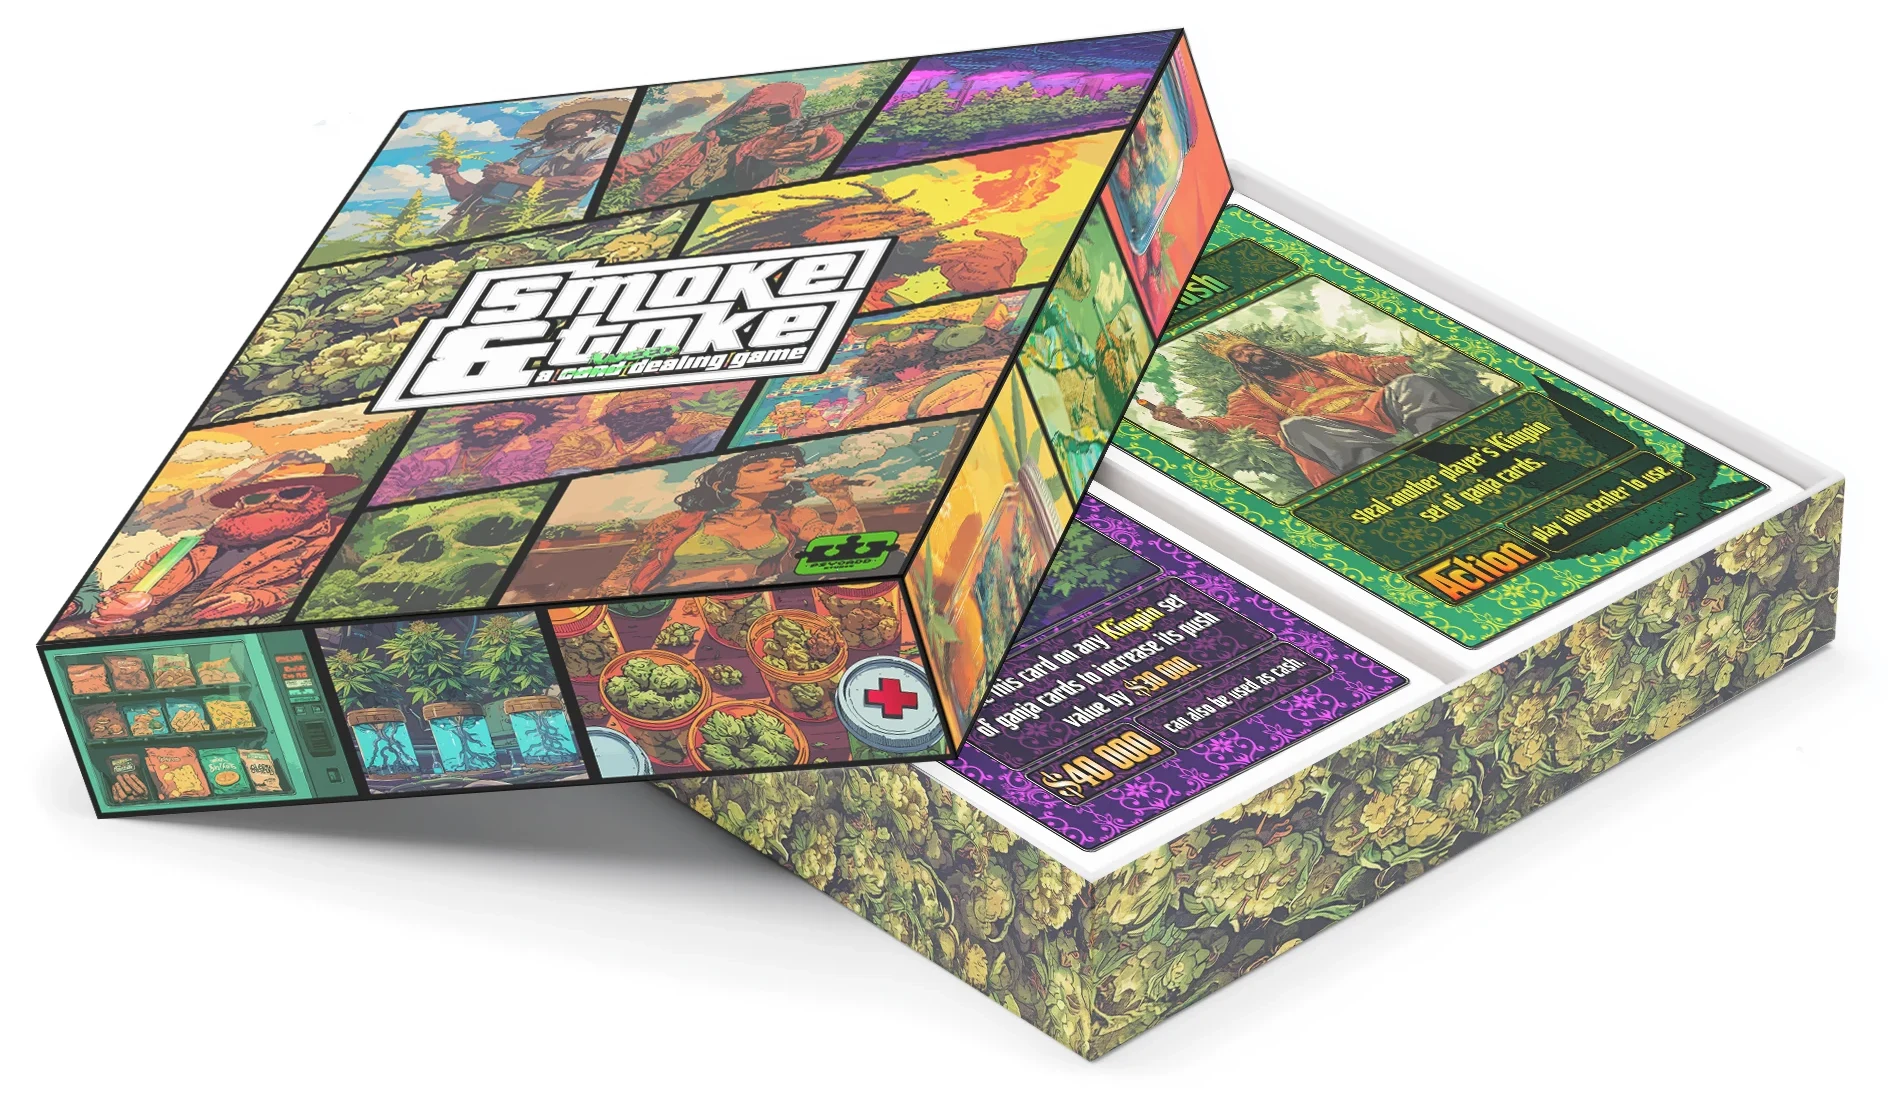 Smoke
& toke
weed
a card dealing game
steal another player's Kingpin
set of ganja cards.
Action
play into center to use.
this card on any Kingpin set
of ganja cards to increase its push
value by $30 000.
$40 000
can also be used as cash.